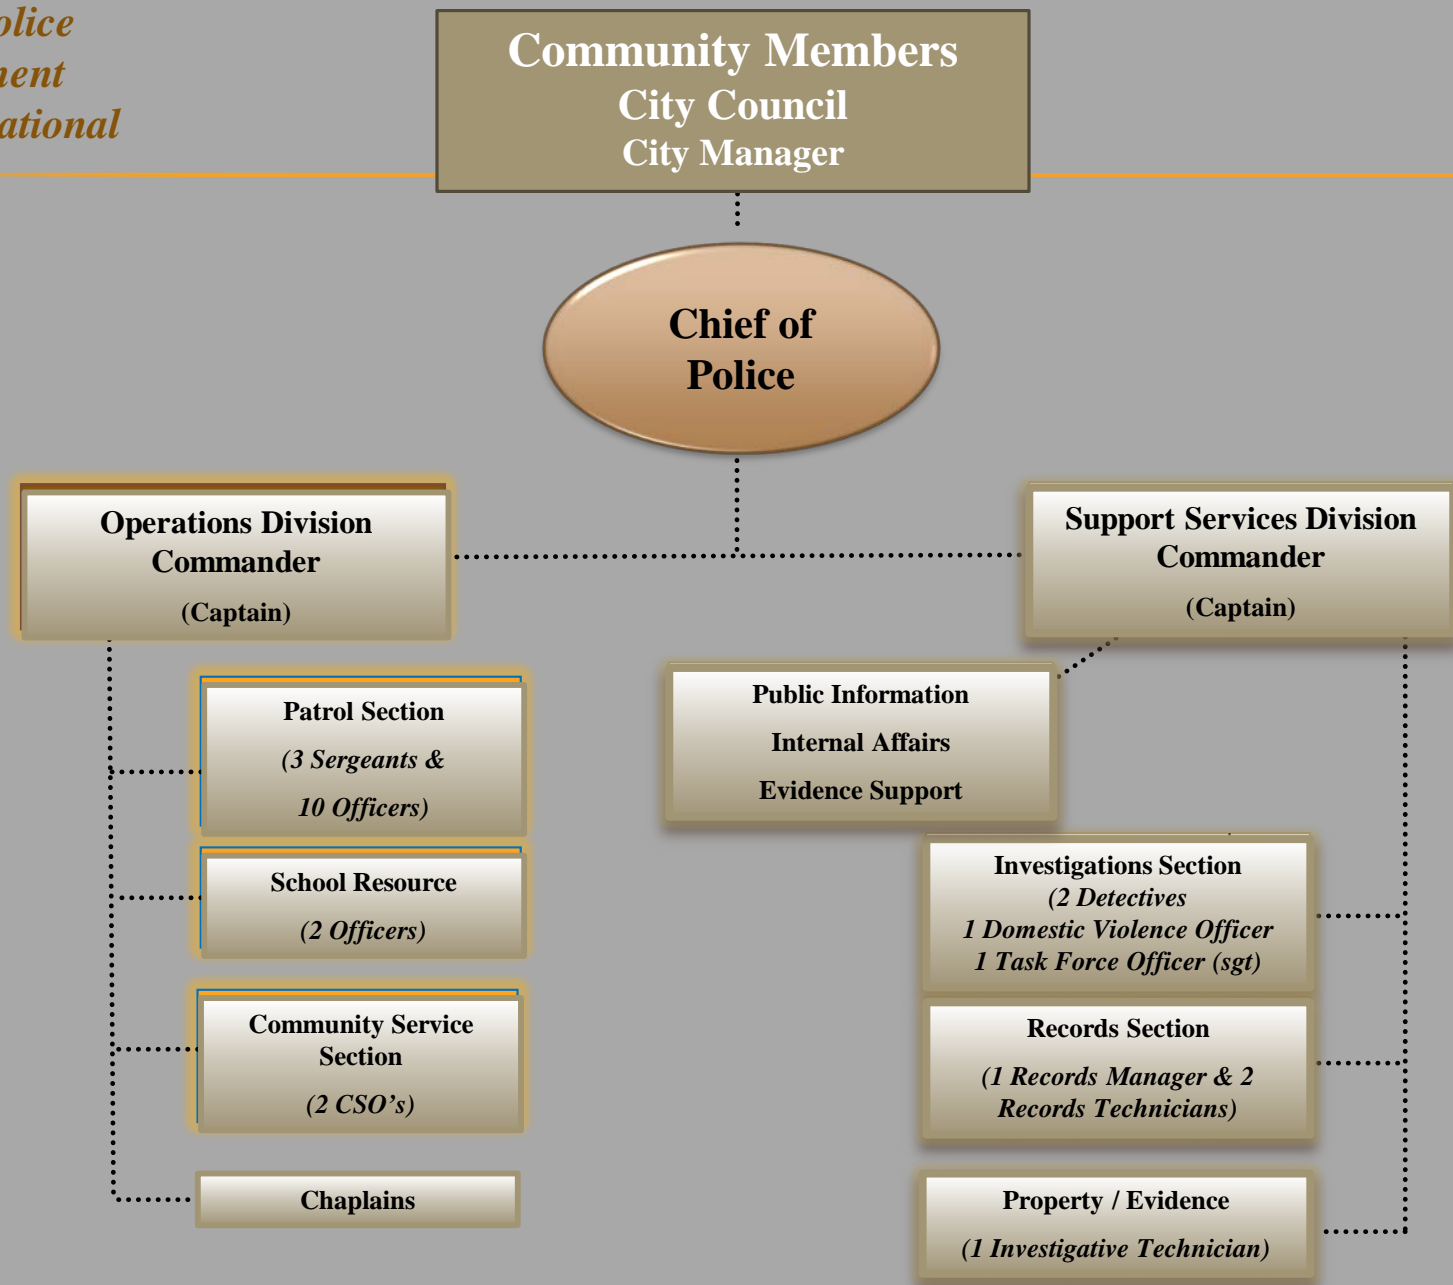 Community Members
City Council
City Manager
Chief of
Police
Operations Division
Commander
(Captain)
Support Services Division
Commander
(Captain)
Patrol Section
(3 Sergeants &
10 Officers)
School Resource
(2 Officers)
Community Service
Section
(2 CSO’s)
Chaplains
Public Information
Internal Affairs
Evidence Support
Investigations Section
(2 Detectives
1 Domestic Violence Officer
1 Task Force Officer (sgt)
Records Section
(1 Records Manager & 2
Records Technicians)
Property / Evidence
(1 Investigative Technician)